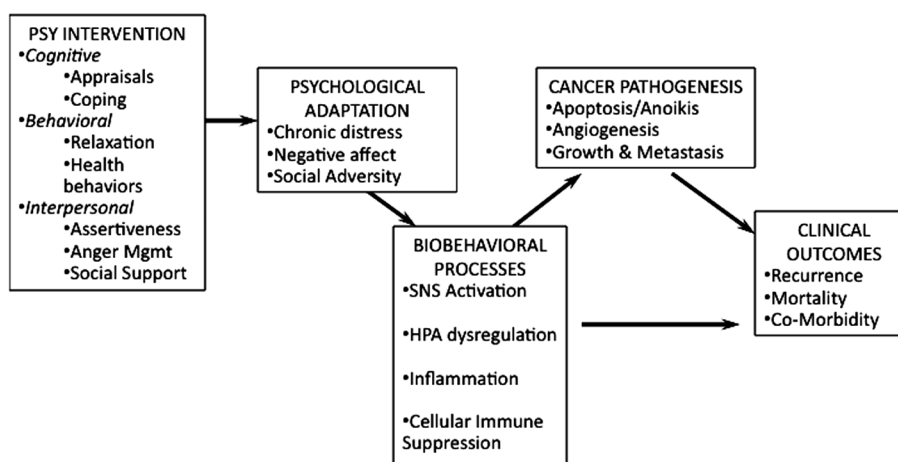 PSY INTERVENTION
•Cognitive
•Appraisals
•Coping
•Behavioral
•Relaxation
•Health
behaviors
•Interpersonal
•Assertiveness
•Anger Mgmt
•Social Support
PSYCHOLOGICAL
ADAPTATION
•Chronic distress
•Negative affect
•Social Adversity
BIOBEHAVIORAL
PROCESSES
•SNS Activation
•HPA dysregulation
•Inflammation
•Cellular Immune
Suppression
CANCER PATHOGENESIS
•Apoptosis/Anoikis
•Angiogenesis
•Growth & Metastasis
CLINICAL
OUTCOMES
•Recurrence
•Mortality
•Co-Morbidity